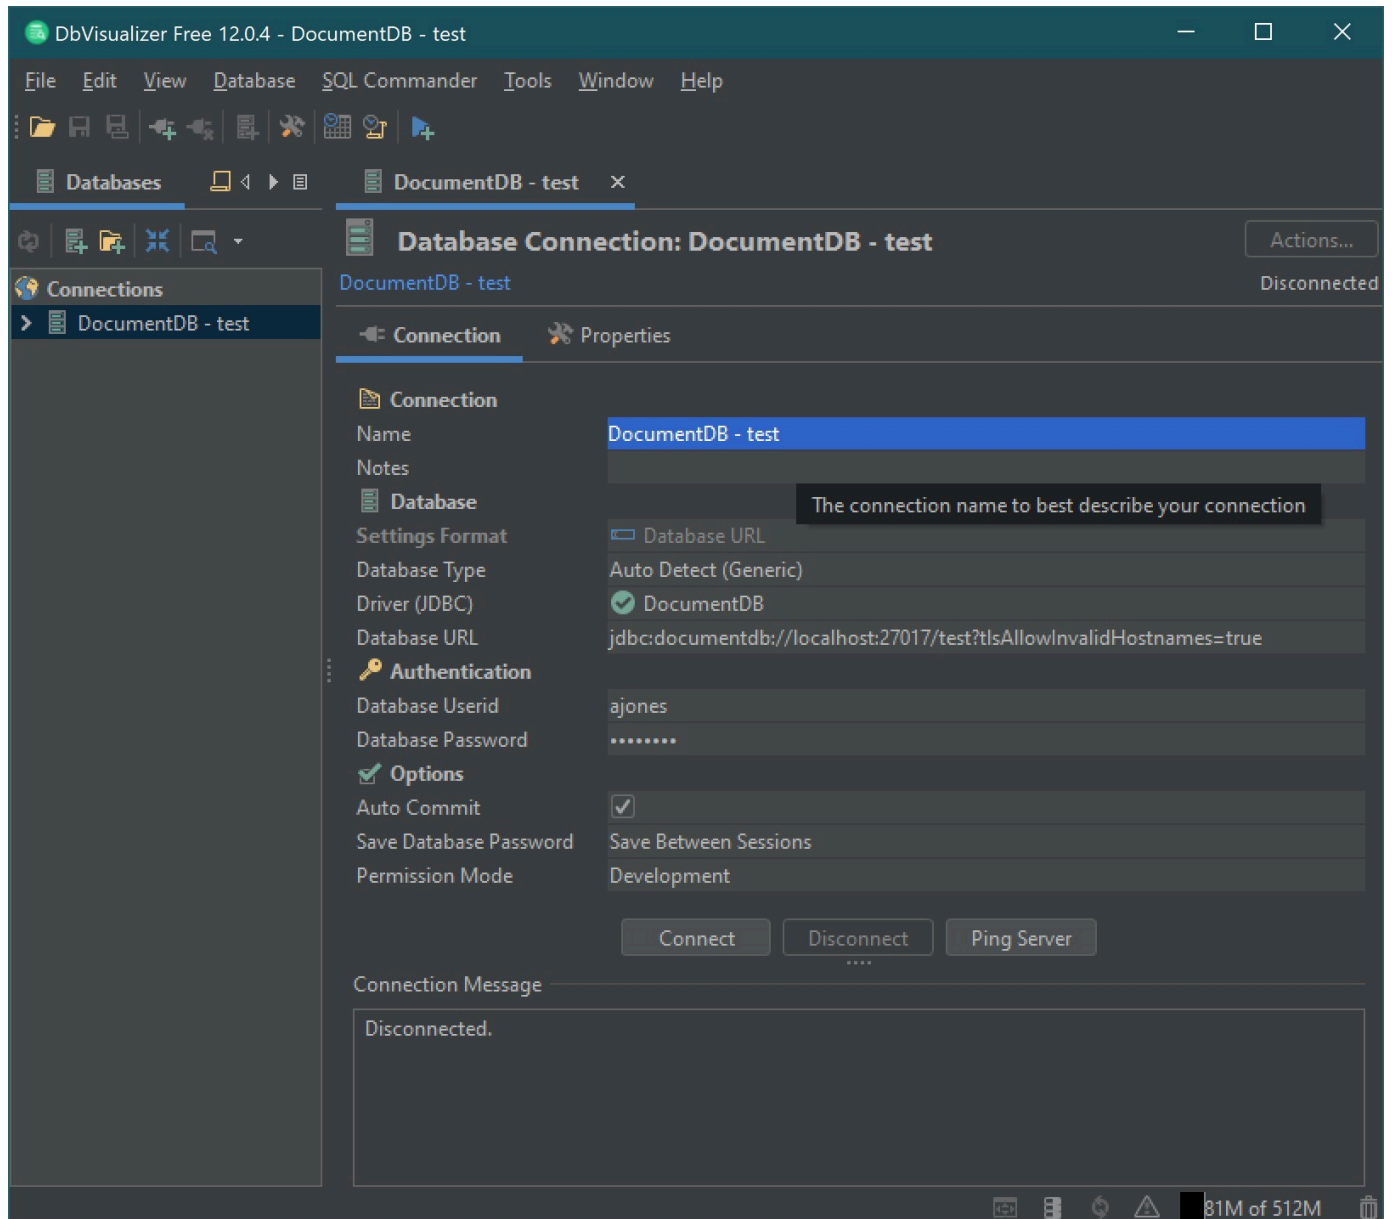 DbVisualizer Free 12.0.4 - DocumentDB - test
File Edit View Database SQL Commander Tools Window Help
Databases
DocumentDB - test
Database Connection: DocumentDB - test
Actions...
DocumentDB - test
Disconnected
Connections
DocumentDB - test
Connection Properties
Connection
Name DocumentDB - test
Notes
Database
The connection name to best describe your connection
Settings Format Database URL
Database Type Auto Detect (Generic)
Driver (JDBC) DocumentDB
Database URL jdbc:documentdb://localhost:27017/test?tlsAllowInvalidHostnames=true
Authentication
Database Userid ajones
Database Password ••••••••
Options
Auto Commit
Save Database Password Save Between Sessions
Permission Mode Development
Connect Disconnect Ping Server
Connection Message
Disconnected.
81M of 512M